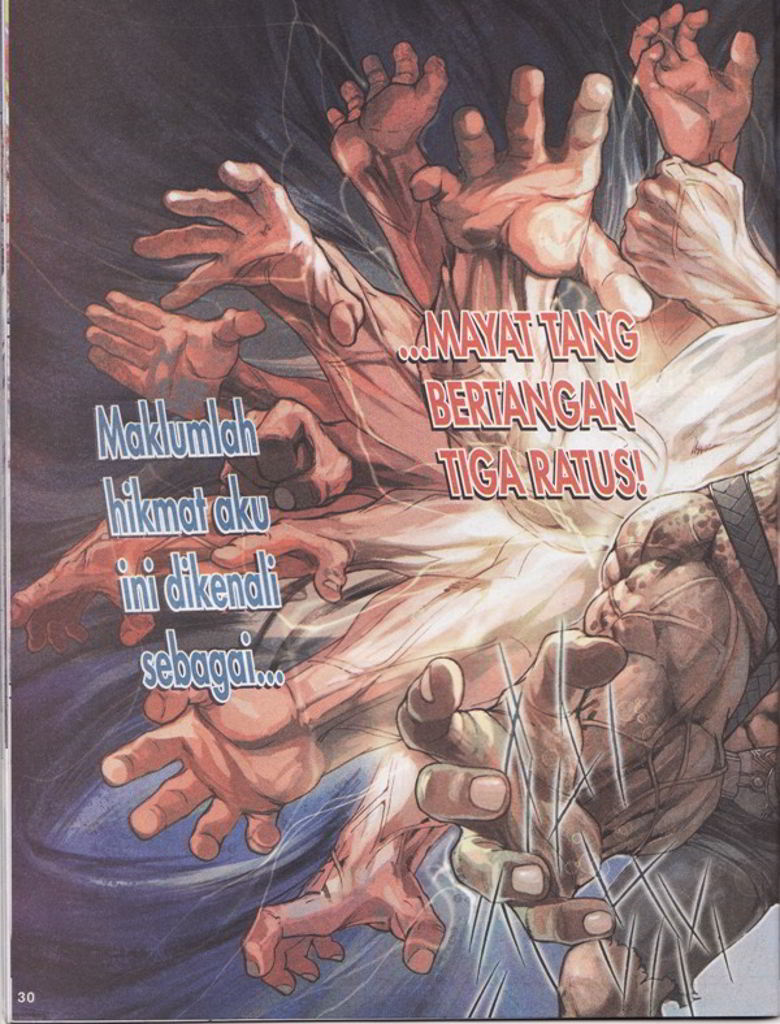 Maklumlah
hikmat aku
ini dikenali
sebagai...
...MAYAT TANG
BERTANGAN
TIGA RATUS!
30